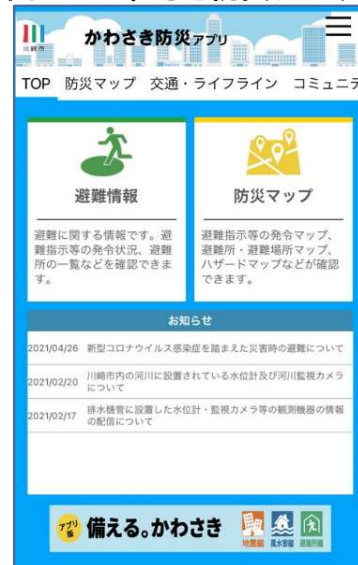 川崎市
かわさき防災アプリ
TOP 防災マップ 交通・ライフライン コミュニテ
避難情報
避難に関する情報です。避
難指示等の発令状況、避難
所の一覧などを確認できま
す。
防災マップ
避難指示等の発令マップ、
避難所・避難場所マップ、
ハザードマップなどが確認
できます。
お知らせ
2021/04/26 新型コロナウイルス感染症を踏まえた災害時の避難について
2021/02/20 川崎市内の河川に設置されている水位計及び河川監視カメラ
について
2021/02/17 排水樋管に設置した水位計・監視カメラ等の観測機器の情報
の配信について
アプリ版 備える。かわさき 地震編 風水害編 避難所編